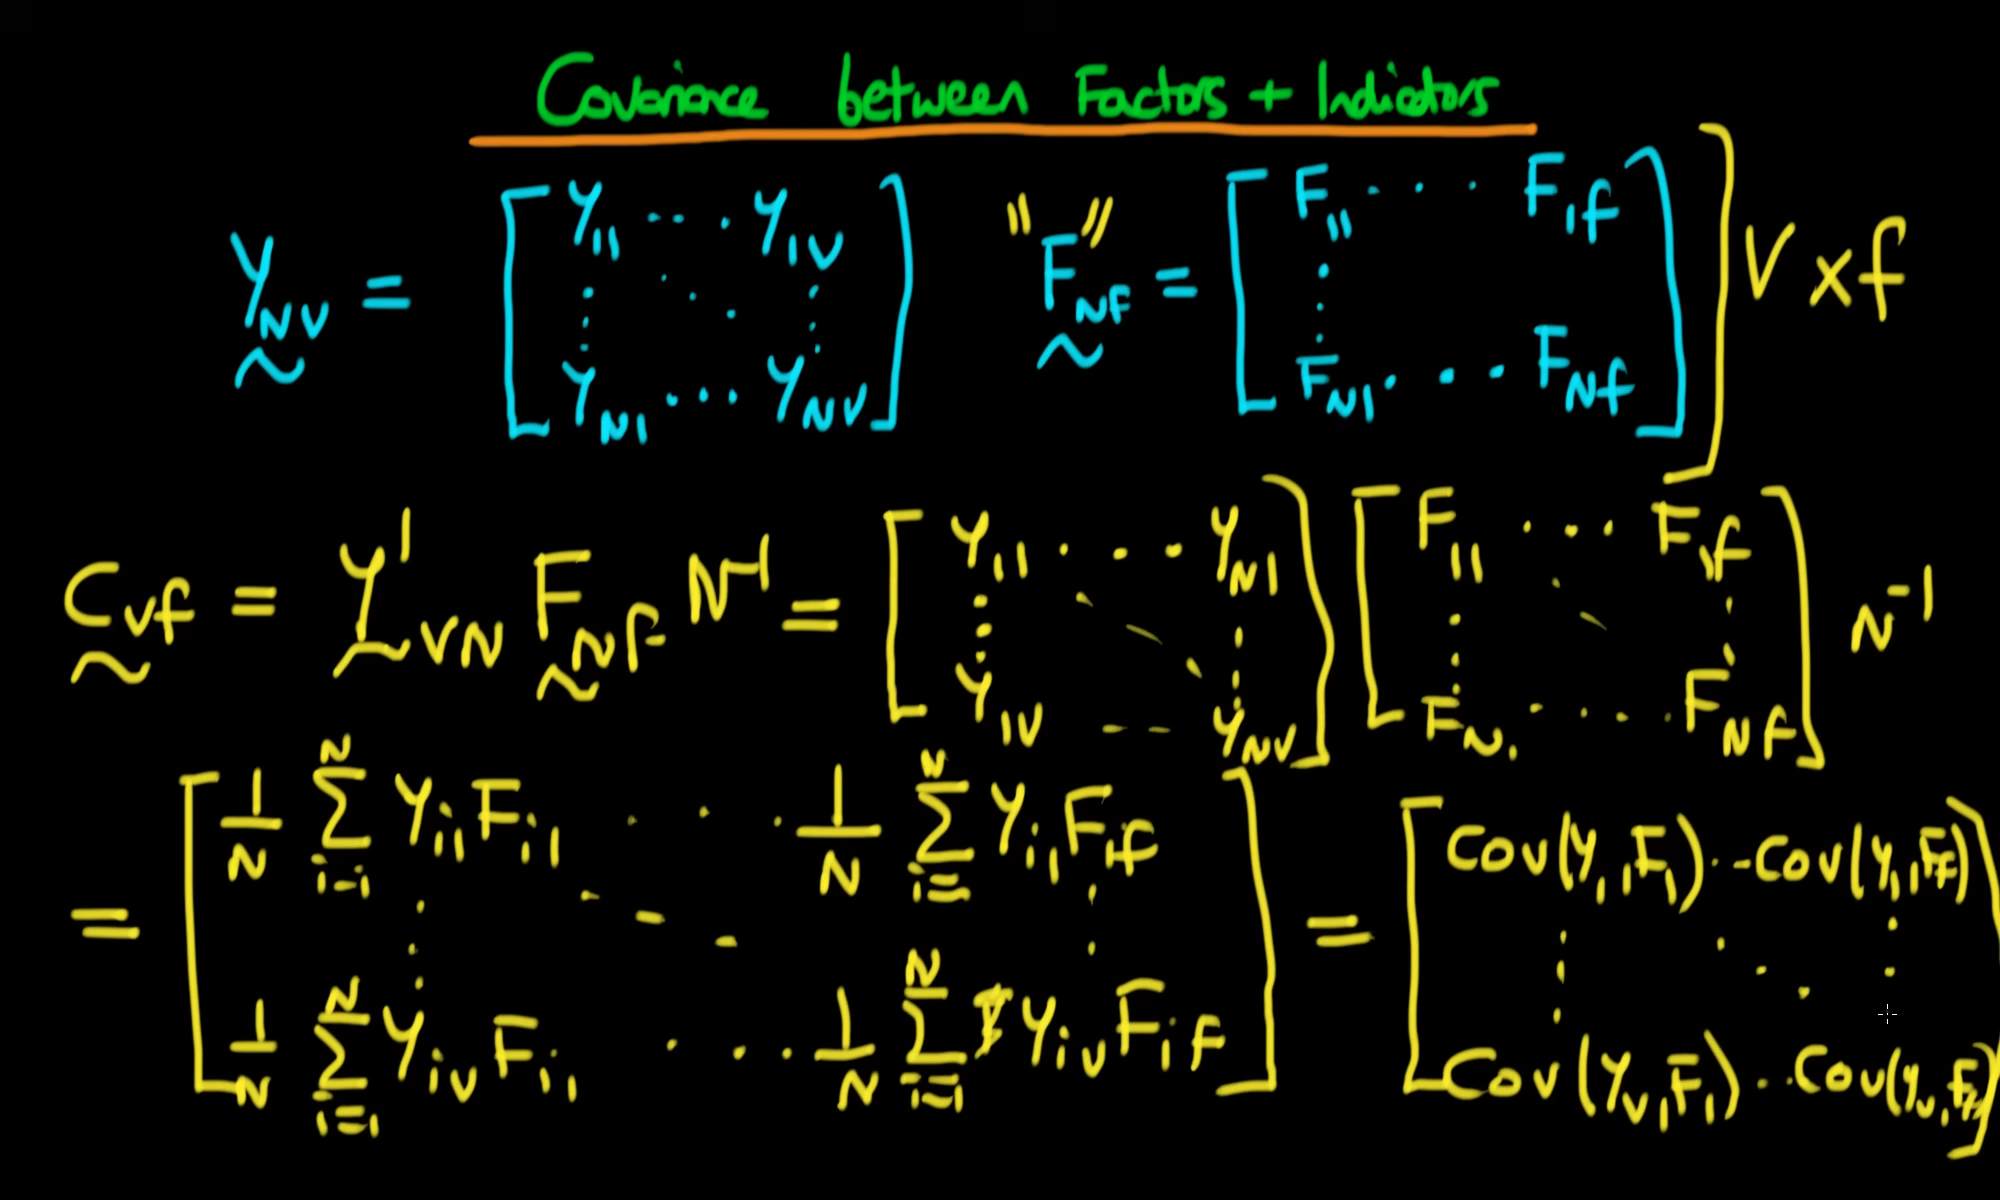 Covariance between Factors + Indicators
Y_NV = [ Y_11 ... Y_1V ; Y_N1 ... Y_NV ] "F_NF" = [ F_11 ... F_1f ; F_N1 ... F_Nf ] ] V x f
C_vf = Y'_VN F_NF N^-1 = [ Y_11 ... Y_N1 ; Y_1V -- Y_NV ] [ F_11 ... F_1f ; F_N1 .... F_Nf ] N^-1
= [ 1/N Σ_{i=1}^N Y_i1 F_i1 ... 1/N Σ_{i=1}^N Y_i1 F_if ; 1/N Σ_{i=1}^N Y_iv F_i1 ... 1/N Σ_{i=1}^N Y_iv F_if ] = [ Cov(Y_1, F_1) .. Cov(Y_1, F_f) ; Cov(Y_v, F_1) .. Cov(Y_v, F_f) ]